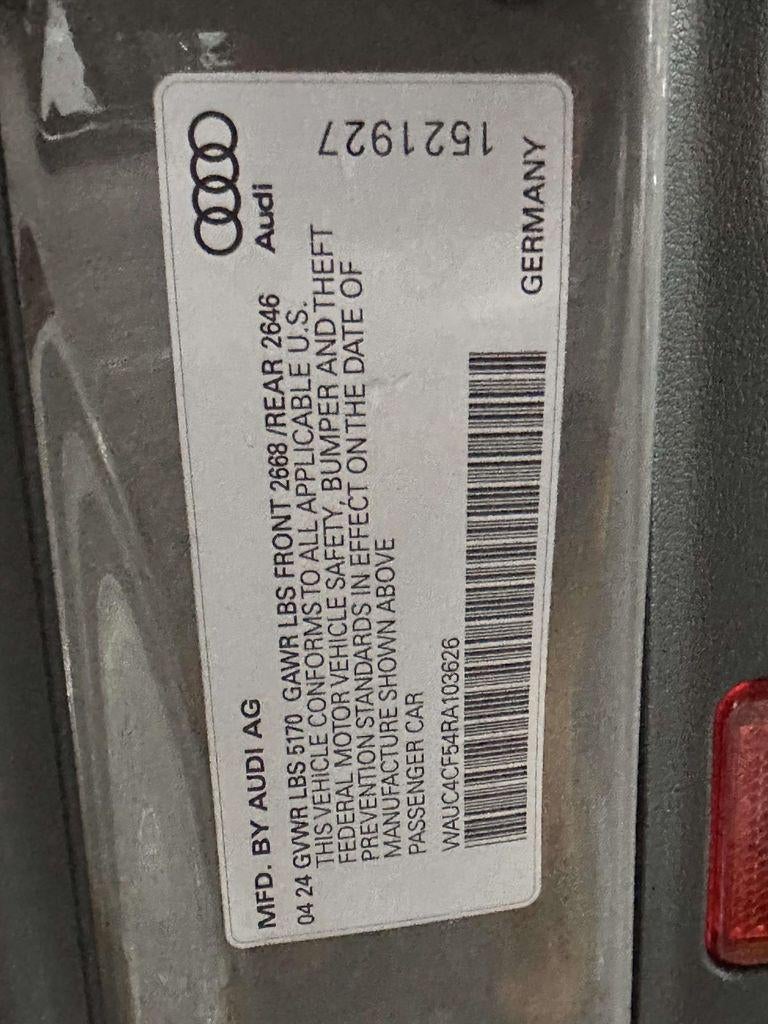 MFD. BY AUDI AG
Audi
04 24 GVWR LBS 5170 GAWR LBS FRONT 2668 /REAR 2646
THIS VEHICLE CONFORMS TO ALL APPLICABLE U.S.
FEDERAL MOTOR VEHICLE SAFETY, BUMPER AND THEFT
PREVENTION STANDARDS IN EFFECT ON THE DATE OF
MANUFACTURE SHOWN ABOVE
PASSENGER CAR
WAUC4CF54RA103626
GERMANY
1521927